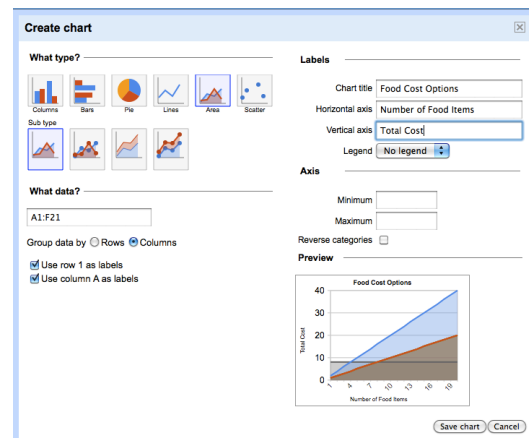 Create chart
What type?
Columns
Bars
Pie
Lines
Area
Scatter
Sub type
What data?
A1:F21
Group data by Rows Columns
Use row 1 as labels
Use column A as labels
Labels
Chart title Food Cost Options
Horizontal axis Number of Food Items
Vertical axis Total Cost
Legend No legend
Axis
Minimum
Maximum
Reverse categories
Preview
Food Cost Options
Total Cost
40
30
20
10
0
1 4 7 10 13 16 19
Number of Food Items
Save chart Cancel